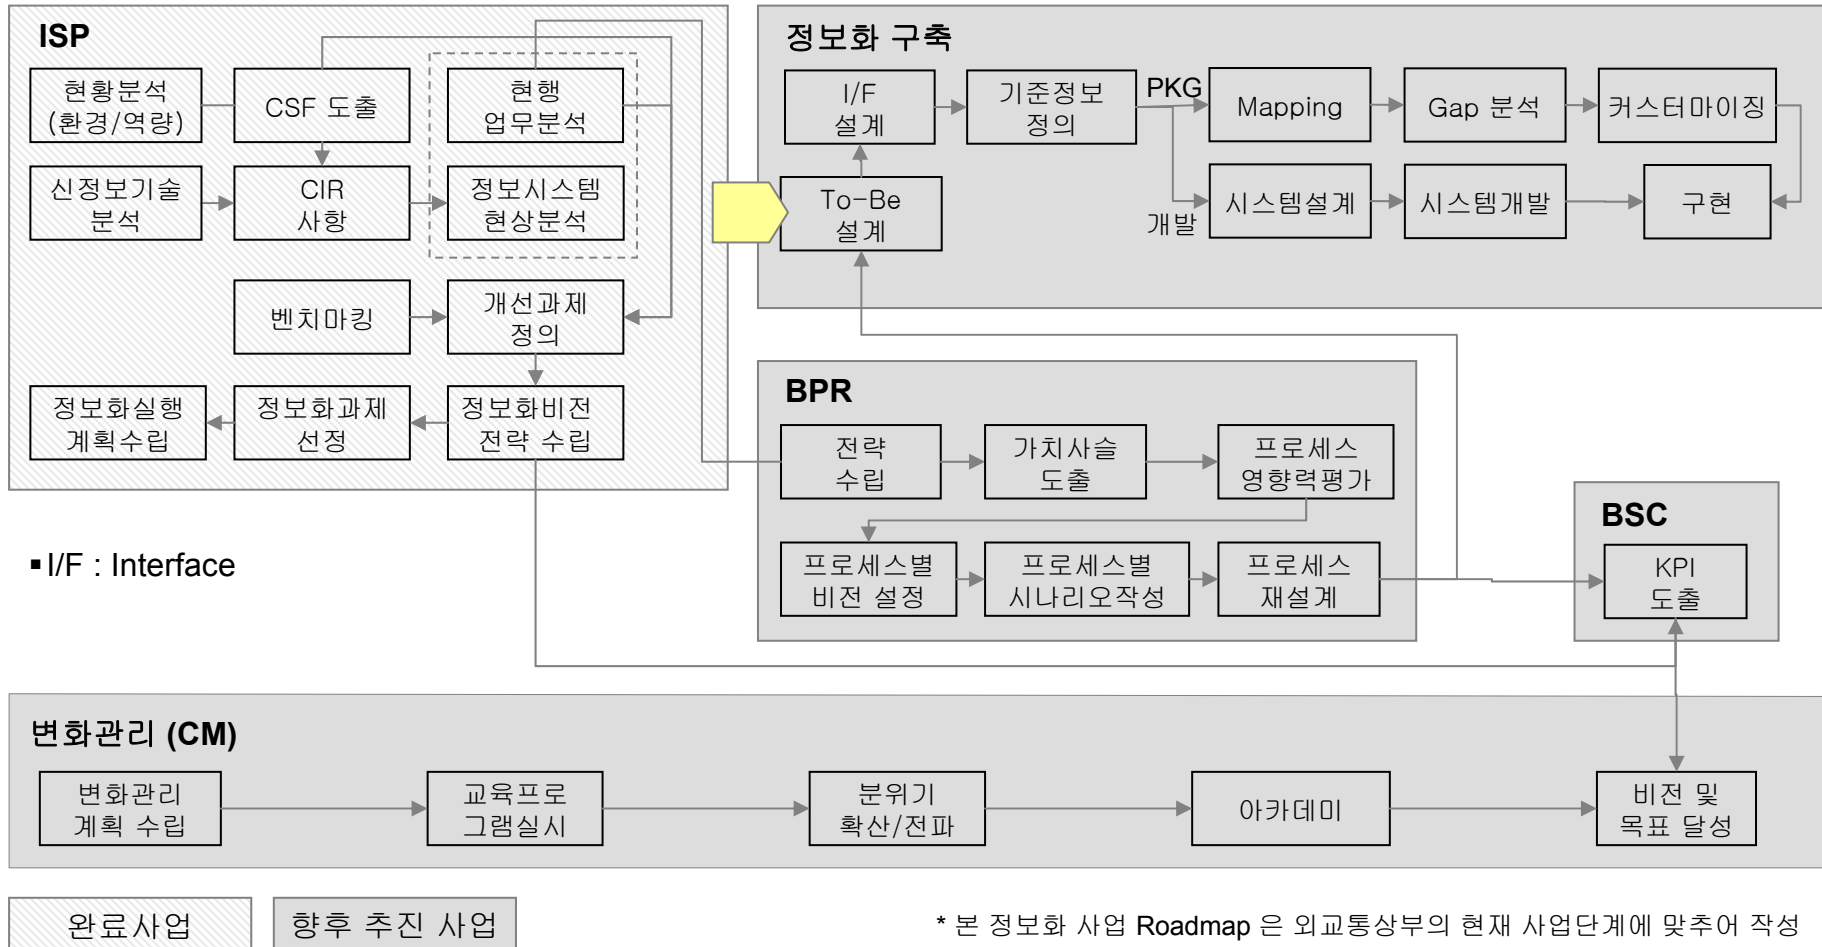 ISP
현황분석
(환경/역량)
CSF 도출
현행
업무분석
신정보기술
분석
CIR
사항
정보시스템
현상분석
벤치마킹
개선과제
정의
정보화실행
계획수립
정보화과제
선정
정보화비전
전략 수립
정보화 구축
I/F
설계
기준정보
정의
PKG
Mapping
Gap 분석
커스터마이징
To-Be
설계
개발
시스템설계
시스템개발
구현
BPR
전략
수립
가치사슬
도출
프로세스
영향력평가
프로세스별
비전 설정
프로세스별
시나리오작성
프로세스
재설계
BSC
KPI
도출
▪I/F : Interface
변화관리 (CM)
변화관리
계획 수립
교육프로
그램실시
분위기
확산/전파
아카데미
비전 및
목표 달성
완료사업
향후 추진 사업
* 본 정보화 사업 Roadmap 은 외교통상부의 현재 사업단계에 맞추어 작성